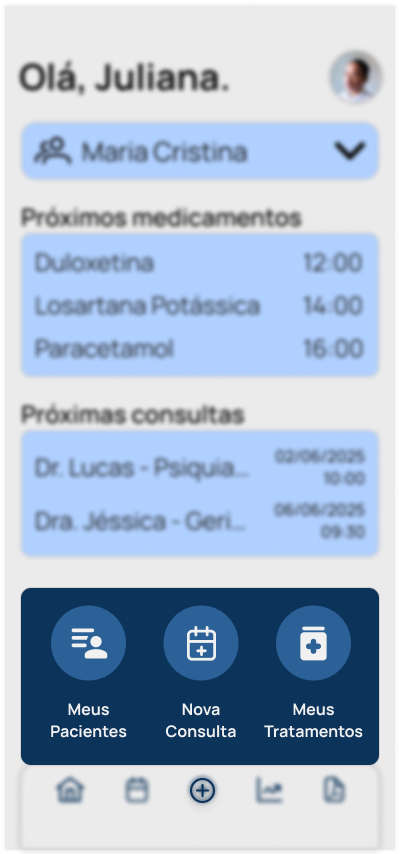 Olá, Juliana.
Maria Cristina
Próximos medicamentos
Duloxetina 12:00
Losartana Potássica 14:00
Paracetamol 16:00
Próximas consultas
Dr. Lucas - Psiquia... 02/06/2025
10:00
Dra. Jéssica - Geri... 06/06/2025
09:30
Meus Nova Meus
Pacientes Consulta Tratamentos